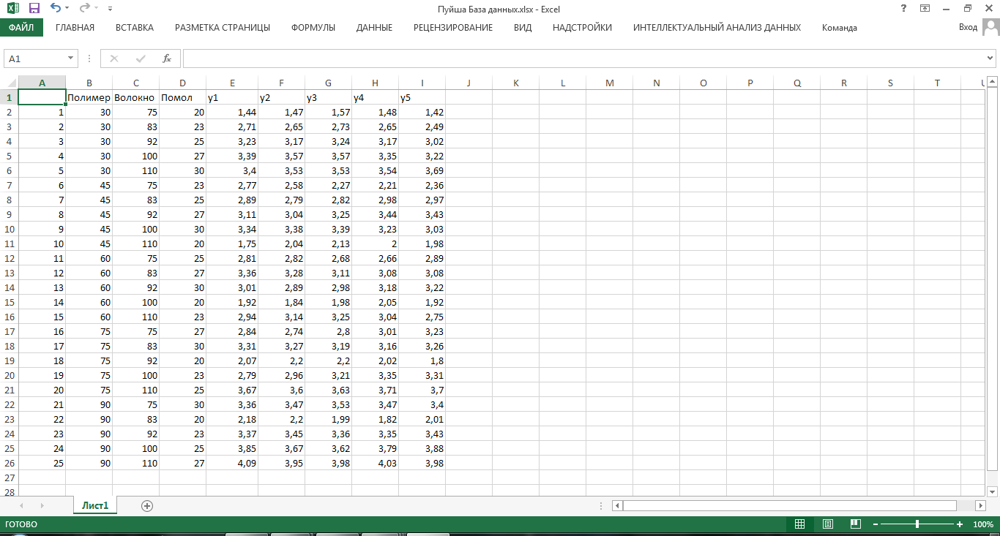 Пуйша База данных.xlsx - Excel
ФАЙЛ ГЛАВНАЯ ВСТАВКА РАЗМЕТКА СТРАНИЦЫ ФОРМУЛЫ ДАННЫЕ РЕЦЕНЗИРОВАНИЕ ВИД НАДСТРОЙКИ ИНТЕЛЛЕКТУАЛЬНЫЙ АНАЛИЗ ДАННЫХ Команда Вход
A1 fx
A B C D E F G H I J K L M N O P Q R S T U
1 Полимер Волокно Помол y1 y2 y3 y4 y5
2 1 30 75 20 1,44 1,47 1,57 1,48 1,42
3 2 30 83 23 2,71 2,65 2,73 2,65 2,49
4 3 30 92 25 3,23 3,17 3,24 3,17 3,02
5 4 30 100 27 3,39 3,57 3,57 3,35 3,22
6 5 30 110 30 3,4 3,53 3,53 3,54 3,69
7 6 45 75 23 2,77 2,58 2,27 2,21 2,36
8 7 45 83 25 2,89 2,79 2,82 2,98 2,97
9 8 45 92 27 3,11 3,04 3,25 3,44 3,43
10 9 45 100 30 3,34 3,38 3,39 3,23 3,03
11 10 45 110 20 1,75 2,04 2,13 2 1,98
12 11 60 75 25 2,81 2,82 2,68 2,66 2,89
13 12 60 83 27 3,36 3,28 3,11 3,08 3,08
14 13 60 92 30 3,01 2,89 2,98 3,18 3,22
15 14 60 100 20 1,92 1,84 1,98 2,05 1,92
16 15 60 110 23 2,94 3,14 3,25 3,04 2,75
17 16 75 75 27 2,84 2,74 2,8 3,01 3,23
18 17 75 83 30 3,31 3,27 3,19 3,16 3,26
19 18 75 92 20 2,07 2,2 2,2 2,02 1,8
20 19 75 100 23 2,79 2,96 3,21 3,35 3,31
21 20 75 110 25 3,67 3,6 3,63 3,71 3,7
22 21 90 75 30 3,36 3,47 3,53 3,47 3,4
23 22 90 83 20 2,18 2,2 1,99 1,82 2,01
24 23 90 92 23 3,37 3,45 3,36 3,35 3,43
25 24 90 100 25 3,85 3,67 3,62 3,79 3,88
26 25 90 110 27 4,09 3,95 3,98 4,03 3,98
27
28
Лист1
ГОТОВО 100%